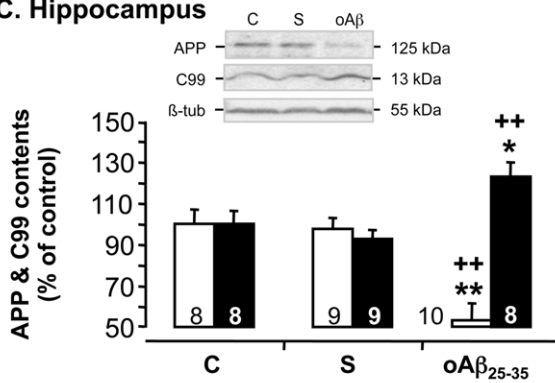 C. Hippocampus
C S oAβ
APP 125 kDa
C99 13 kDa
ß-tub 55 kDa
APP & C99 contents
(% of control)
150
130
110
90
70
50
++
*
++
**
8 8 9 9 10 8
C S oAβ25-35